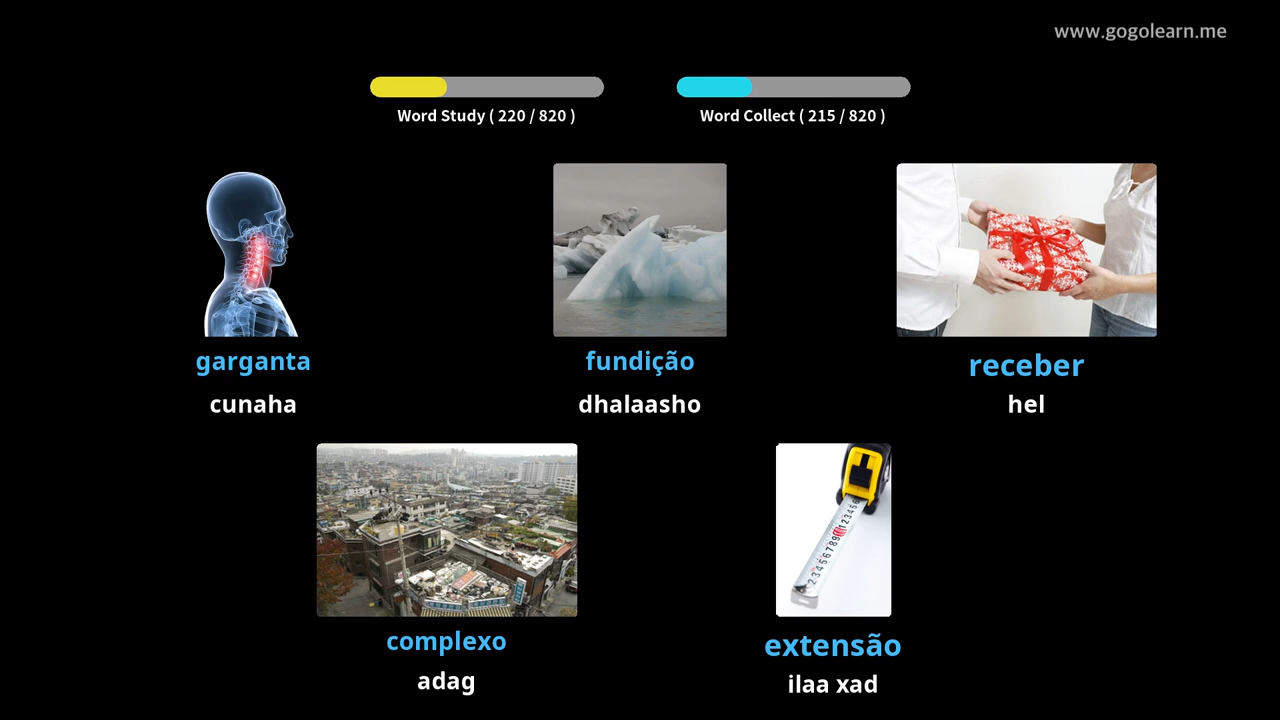 www.gogolearn.me
Word Study ( 220 / 820 )
Word Collect ( 215 / 820 )
garganta
cunaha
fundição
dhalaasho
receber
hel
complexo
adag
extensão
ilaa xad